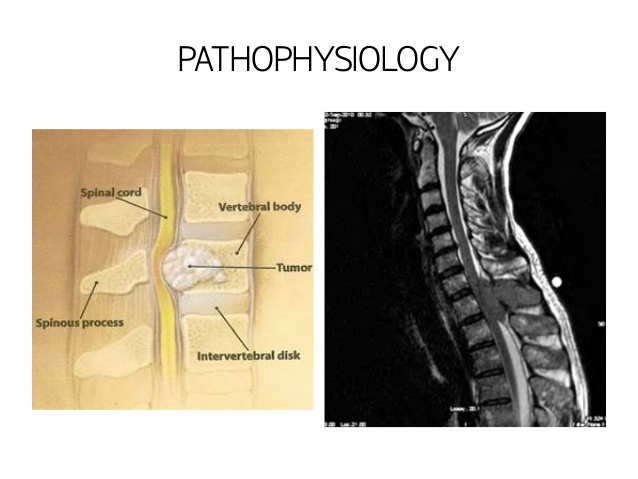 PATHOPHYSIOLOGY
Spinal cord
Vertebral body
Tumor
Spinous process
Intervertebral disk